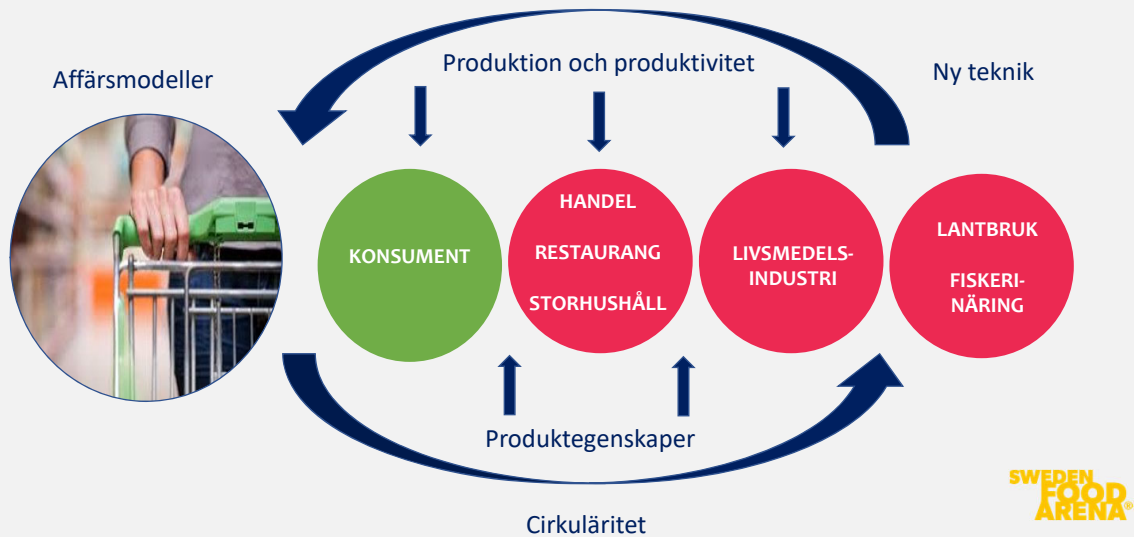 Affärsmodeller
Produktion och produktivitet
Ny teknik
KONSUMENT
HANDEL
RESTAURANG
STORHUSHÅLL
LIVSMEDELS-
INDUSTRI
LANTBRUK
FISKERI-
NÄRING
Produktegenskaper
Cirkuläritet
SWEDEN
FOOD
ARENA®